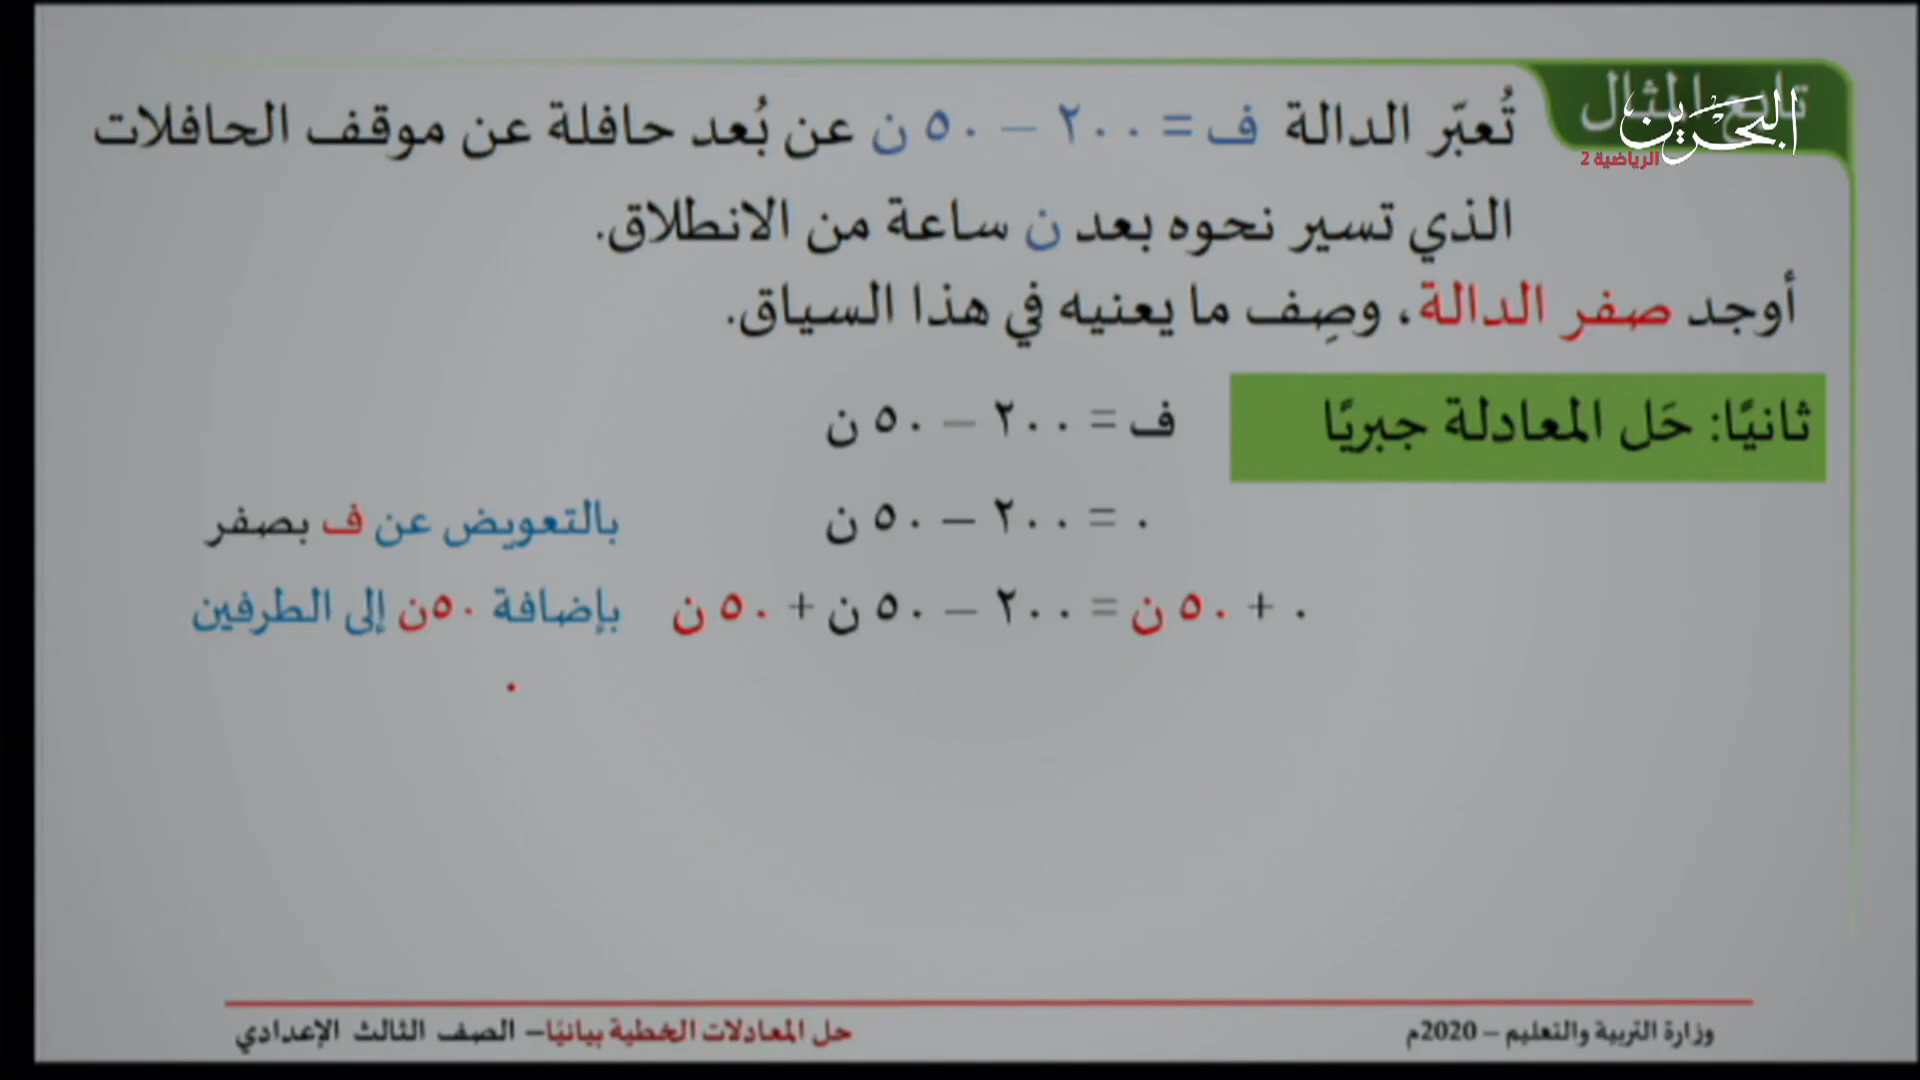 تابع المثال
البحرين
الرياضية 2
تُعبّر الدالة ف = ٢٠٠ – ٥٠ ن عن بُعد حافلة عن موقف الحافلات
الذي تسير نحوه بعد ن ساعة من الانطلاق.
أوجد صفر الدالة، وصِف ما يعنيه في هذا السياق.
ثانيًا: حَل المعادلة جبريًا
ف = ٢٠٠ – ٥٠ ن
٠ = ٢٠٠ – ٥٠ ن بالتعويض عن ف بصفر
٠ + ٥٠ ن = ٢٠٠ – ٥٠ ن + ٥٠ ن بإضافة ٥٠ن إلى الطرفين
وزارة التربية والتعليم – 2020م
حل المعادلات الخطية بيانيًا– الصف الثالث الإعدادي